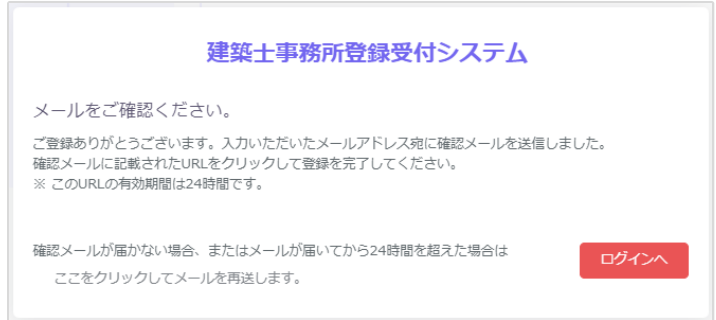 建築士事務所登録受付システム
メールをご確認ください。
ご登録ありがとうございます。入力いただいたメールアドレス宛に確認メールを送信しました。
確認メールに記載されたURLをクリックして登録を完了してください。
※ このURLの有効期間は24時間です。
確認メールが届かない場合、またはメールが届いてから24時間を超えた場合は
ここをクリックしてメールを再送します。
ログインへ